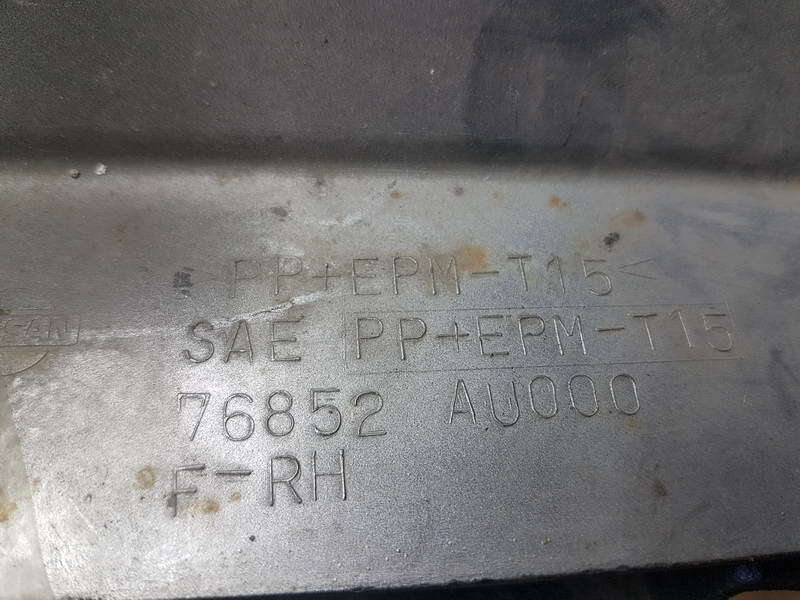 >PP+EPM-T15<
SAE PP+EPM-T15
76852 AU000
F-RH